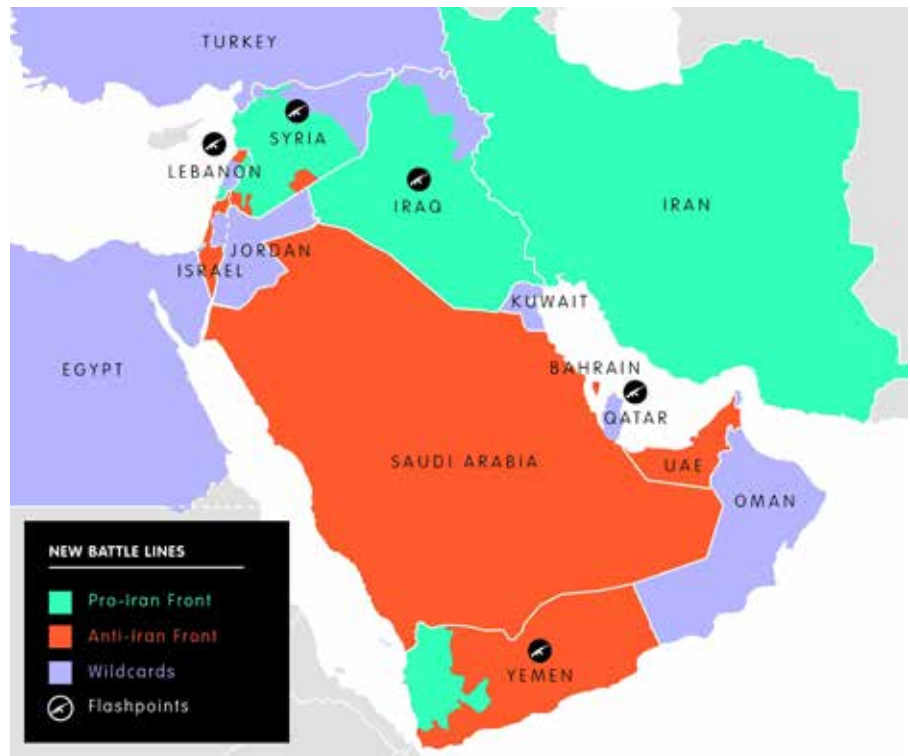 TURKEY
SYRIA
LEBANON
IRAQ
IRAN
JORDAN
ISRAEL
KUWAIT
EGYPT
BAHRAIN
QATAR
SAUDI ARABIA
UAE
OMAN
YEMEN
NEW BATTLE LINES
Pro-Iran Front
Anti-Iran Front
Wildcards
Flashpoints